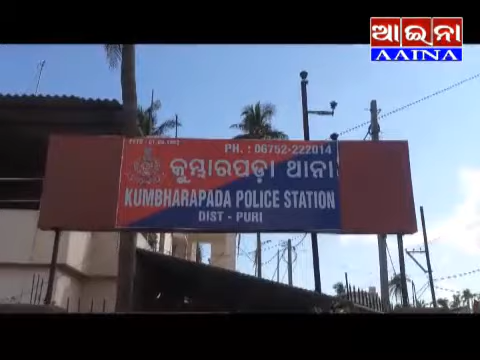 ଆଇନା
AAINA
PH. : 06752-222014
କୁମ୍ଭାରପଡ଼ା ଥାନା
KUMBHARAPADA POLICE STATION
DIST - PURI